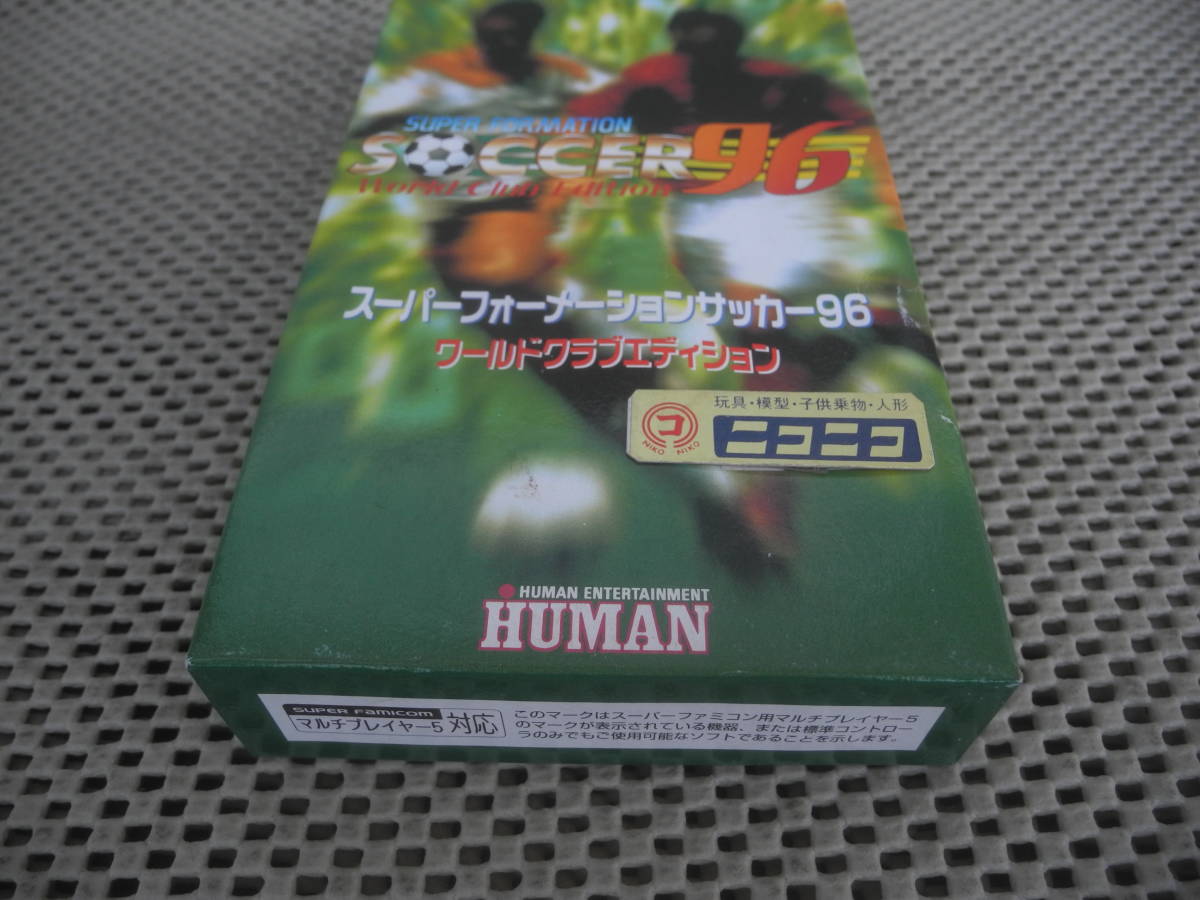 SUPER FORMATION
SOCCER 96
World Club Edition
スーパーフォーメーションサッカー96
ワールドクラブエディション
玩具・模型・子供乗物・人形
コ
NIKO NIKO
ニコニコ
HUMAN ENTERTAINMENT
HUMAN
SUPER FAMICOM
マルチプレイヤー5 対応
このマークはスーパーファミコン用マルチプレイヤー5
のマークが表示されている機器、または標準コントロー
ラのみでもご使用可能なソフトであることを示します。